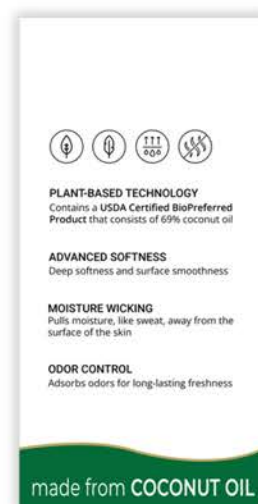 PLANT-BASED TECHNOLOGY
Contains a USDA Certified BioPreferred
Product that consists of 69% coconut oil
ADVANCED SOFTNESS
Deep softness and surface smoothness
MOISTURE WICKING
Pulls moisture, like sweat, away from the
surface of the skin
ODOR CONTROL
Adsorbs odors for long-lasting freshness
made from COCONUT OIL